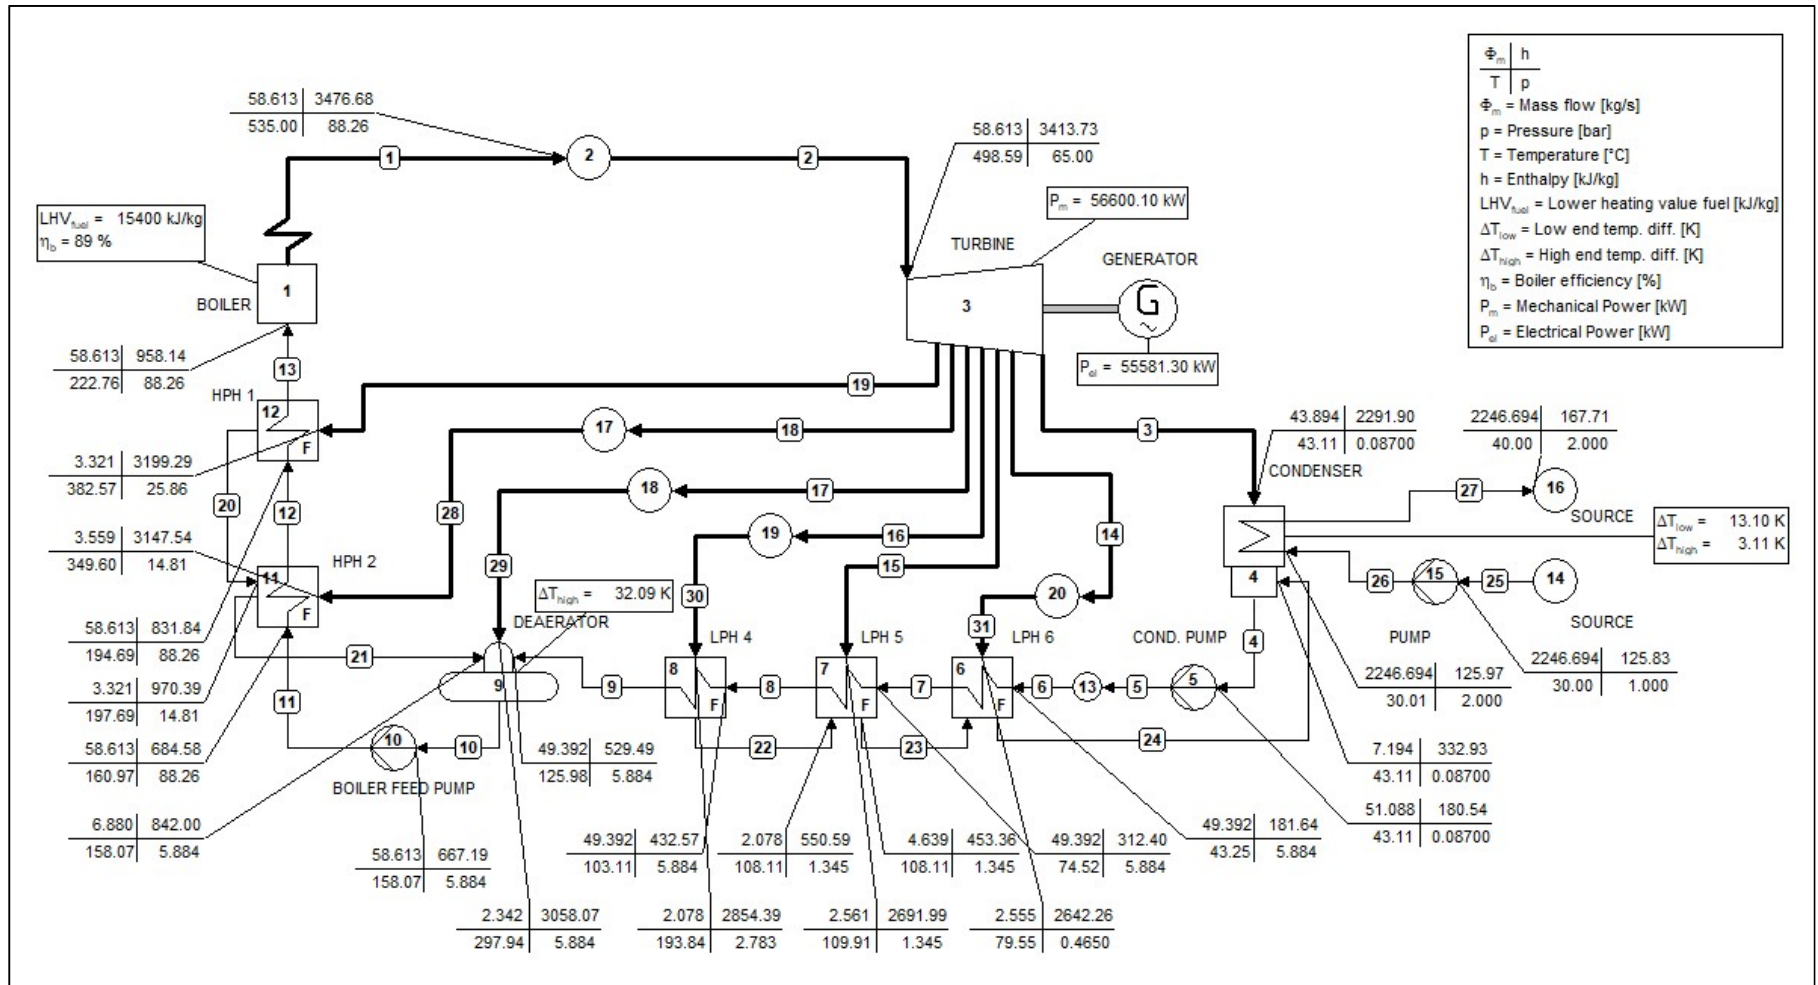 Φm h
T p
Φm = Mass flow [kg/s]
p = Pressure [bar]
T = Temperature [°C]
h = Enthalpy [kJ/kg]
LHVfuel = Lower heating value fuel [kJ/kg]
ΔTlow = Low end temp. diff. [K]
ΔThigh = High end temp. diff. [K]
ηb = Boiler efficiency [%]
Pm = Mechanical Power [kW]
Pel = Electrical Power [kW]
58.613 3476.68
535.00 88.26
1
2
2
58.613 3413.73
498.59 65.00
Pm = 56600.10 kW
LHVfuel = 15400 kJ/kg
ηb = 89 %
TURBINE
GENERATOR
1
BOILER
3
G
Pel = 55581.30 kW
58.613 958.14
222.76 88.26
13
HPH 1
19
12
F
17
18
3
43.894 2291.90
43.11 0.08700
2246.694 167.71
40.00 2.000
CONDENSER
3.321 3199.29
382.57 25.86
20
12
28
18
17
27
16
SOURCE
ΔTlow = 13.10 K
ΔThigh = 3.11 K
3.559 3147.54
349.60 14.81
HPH 2
11
F
29
19
16
15
14
4
26
15
25
14
SOURCE
ΔThigh = 32.09 K
DEAERATOR
30
20
31
58.613 831.84
194.69 88.26
21
9
9
LPH 4
8
F
8
LPH 5
7
F
7
LPH 6
6
F
6
13
5
COND. PUMP
5
4
PUMP
2246.694 125.97
30.01 2.000
2246.694 125.83
30.00 1.000
3.321 970.39
197.69 14.81
11
10
10
BOILER FEED PUMP
22
23
24
58.613 684.58
160.97 88.26
49.392 529.49
125.98 5.884
7.194 332.93
43.11 0.08700
6.880 842.00
158.07 5.884
58.613 667.19
158.07 5.884
49.392 432.57
103.11 5.884
2.078 550.59
108.11 1.345
4.639 453.36
108.11 1.345
49.392 312.40
74.52 5.884
49.392 181.64
43.25 5.884
51.088 180.54
43.11 0.08700
2.342 3058.07
297.94 5.884
2.078 2854.39
193.84 2.783
2.561 2691.99
109.91 1.345
2.555 2642.26
79.55 0.4650